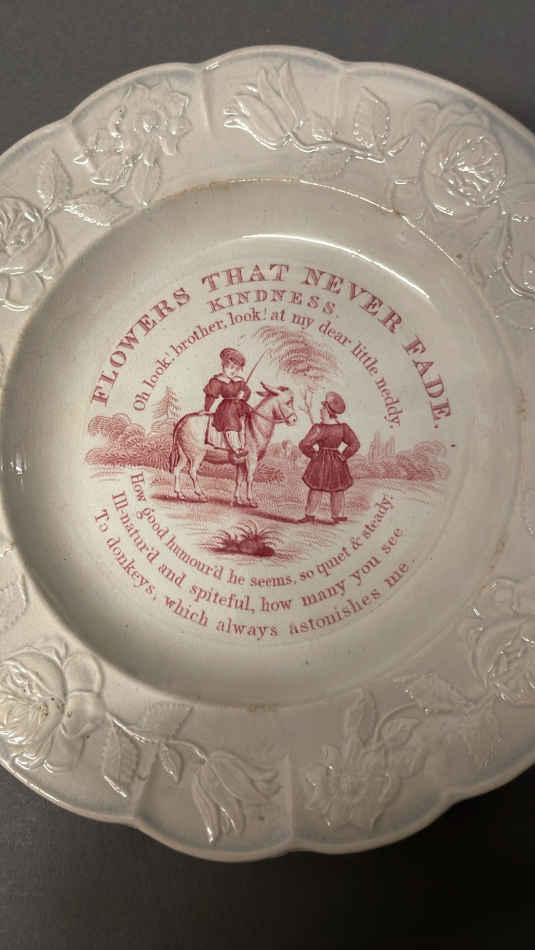 FLOWERS THAT NEVER FADE.
KINDNESS.
Oh look, brother, look! at my dear little neddy,
How good humour'd he seems, so quiet & steady;
Ill-natur'd and spiteful, how many you see
To donkeys, which always astonishes me.